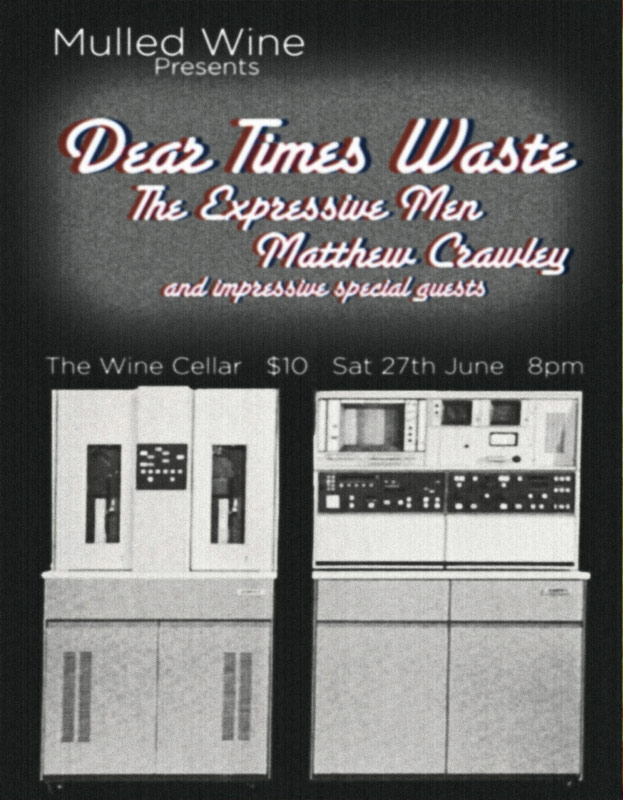 Mulled Wine
Presents
Dear Times Waste
The Expressive Men
Matthew Crawley
and impressive special guests
The Wine Cellar $10 Sat 27th June 8pm